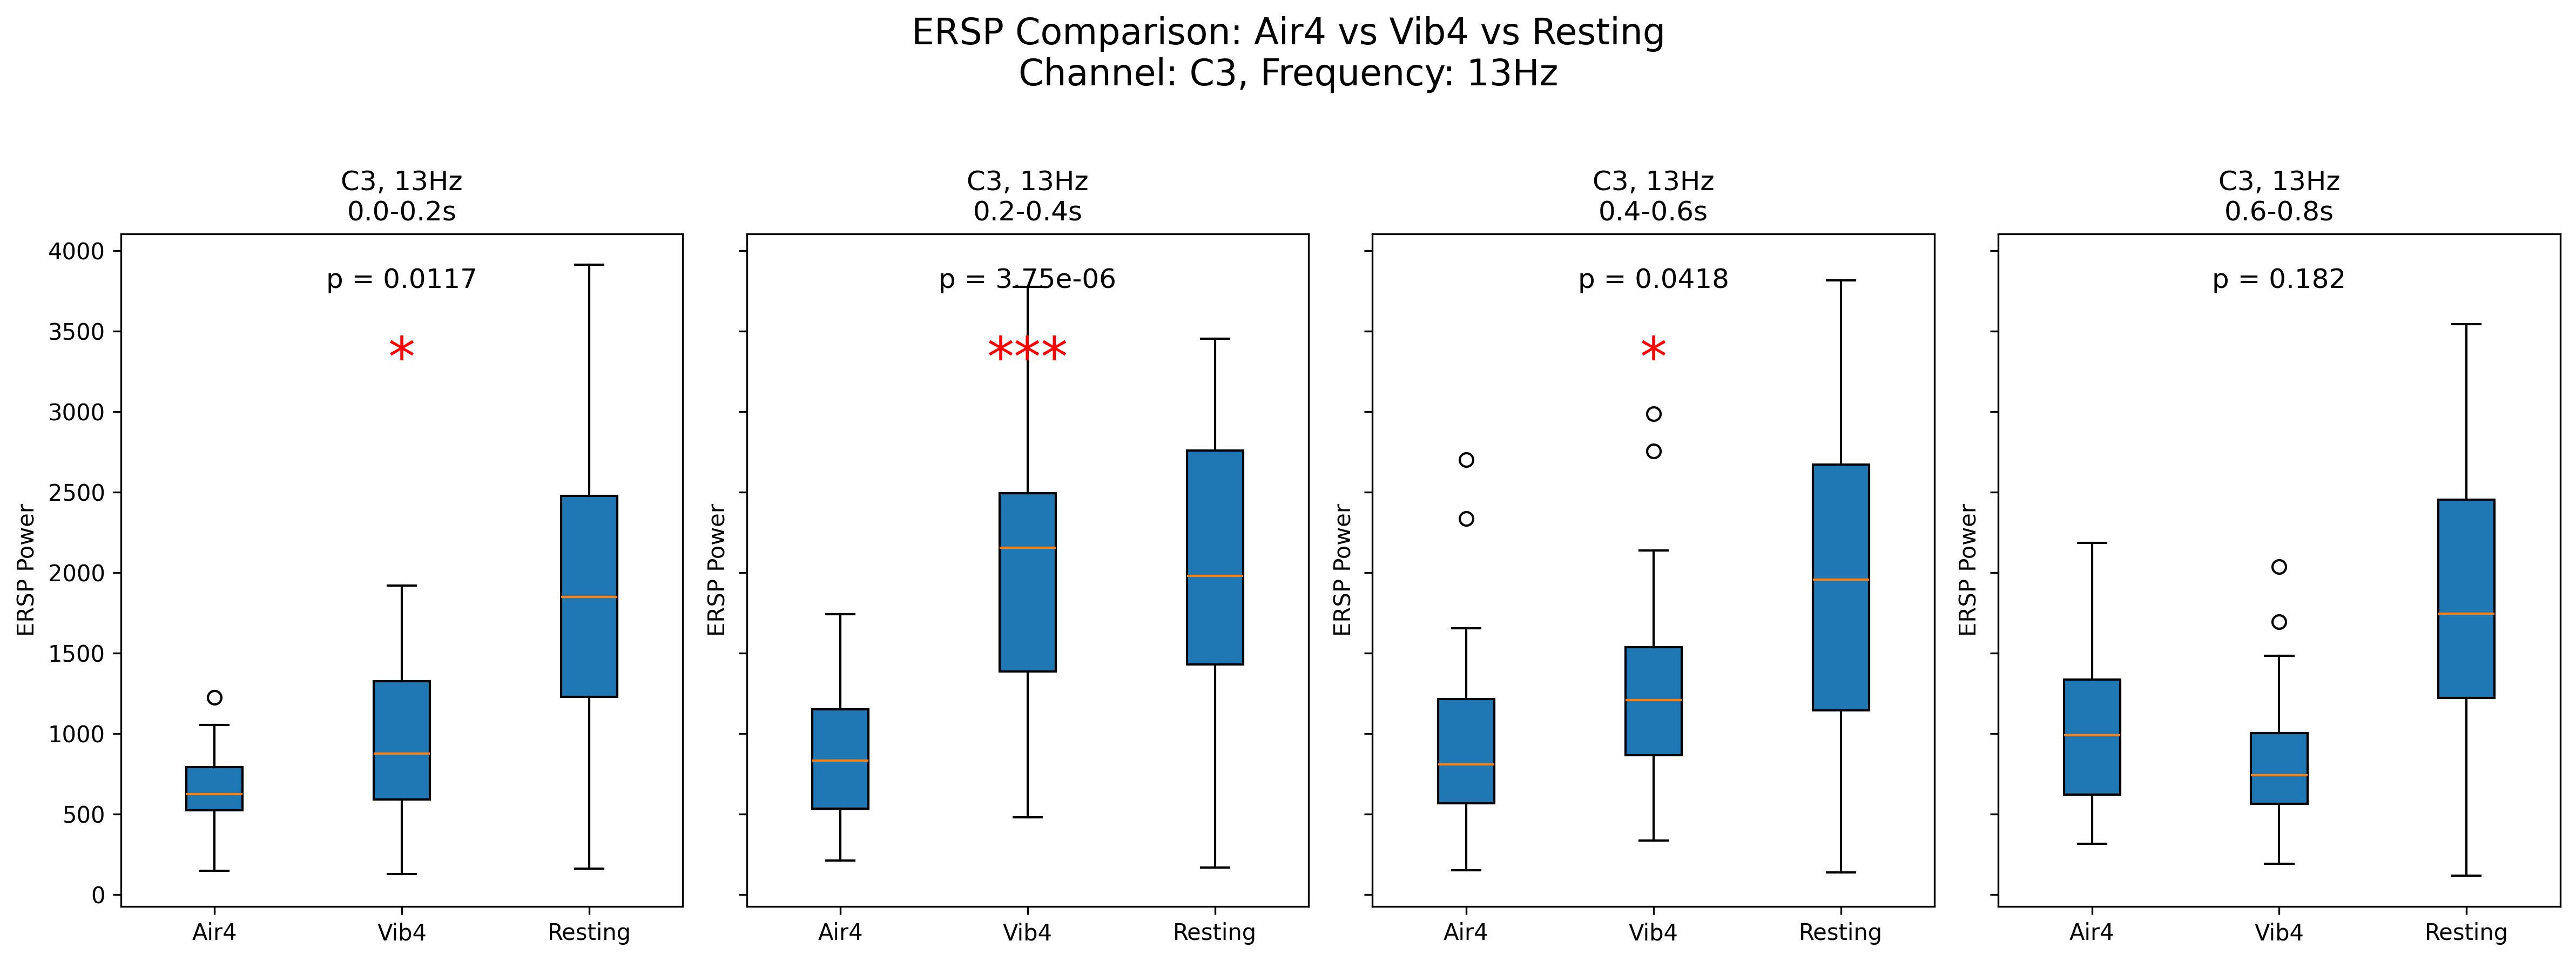 ERSP Comparison: Air4 vs Vib4 vs Resting
Channel: C3, Frequency: 13Hz
C3, 13Hz
0.0-0.2s
p = 0.0117
*
ERSP Power
4000
3500
3000
2500
2000
1500
1000
500
0
Air4
Vib4
Resting
C3, 13Hz
0.2-0.4s
p = 3.75e-06
***
ERSP Power
Air4
Vib4
Resting
C3, 13Hz
0.4-0.6s
p = 0.0418
*
ERSP Power
Air4
Vib4
Resting
C3, 13Hz
0.6-0.8s
p = 0.182
ERSP Power
Air4
Vib4
Resting